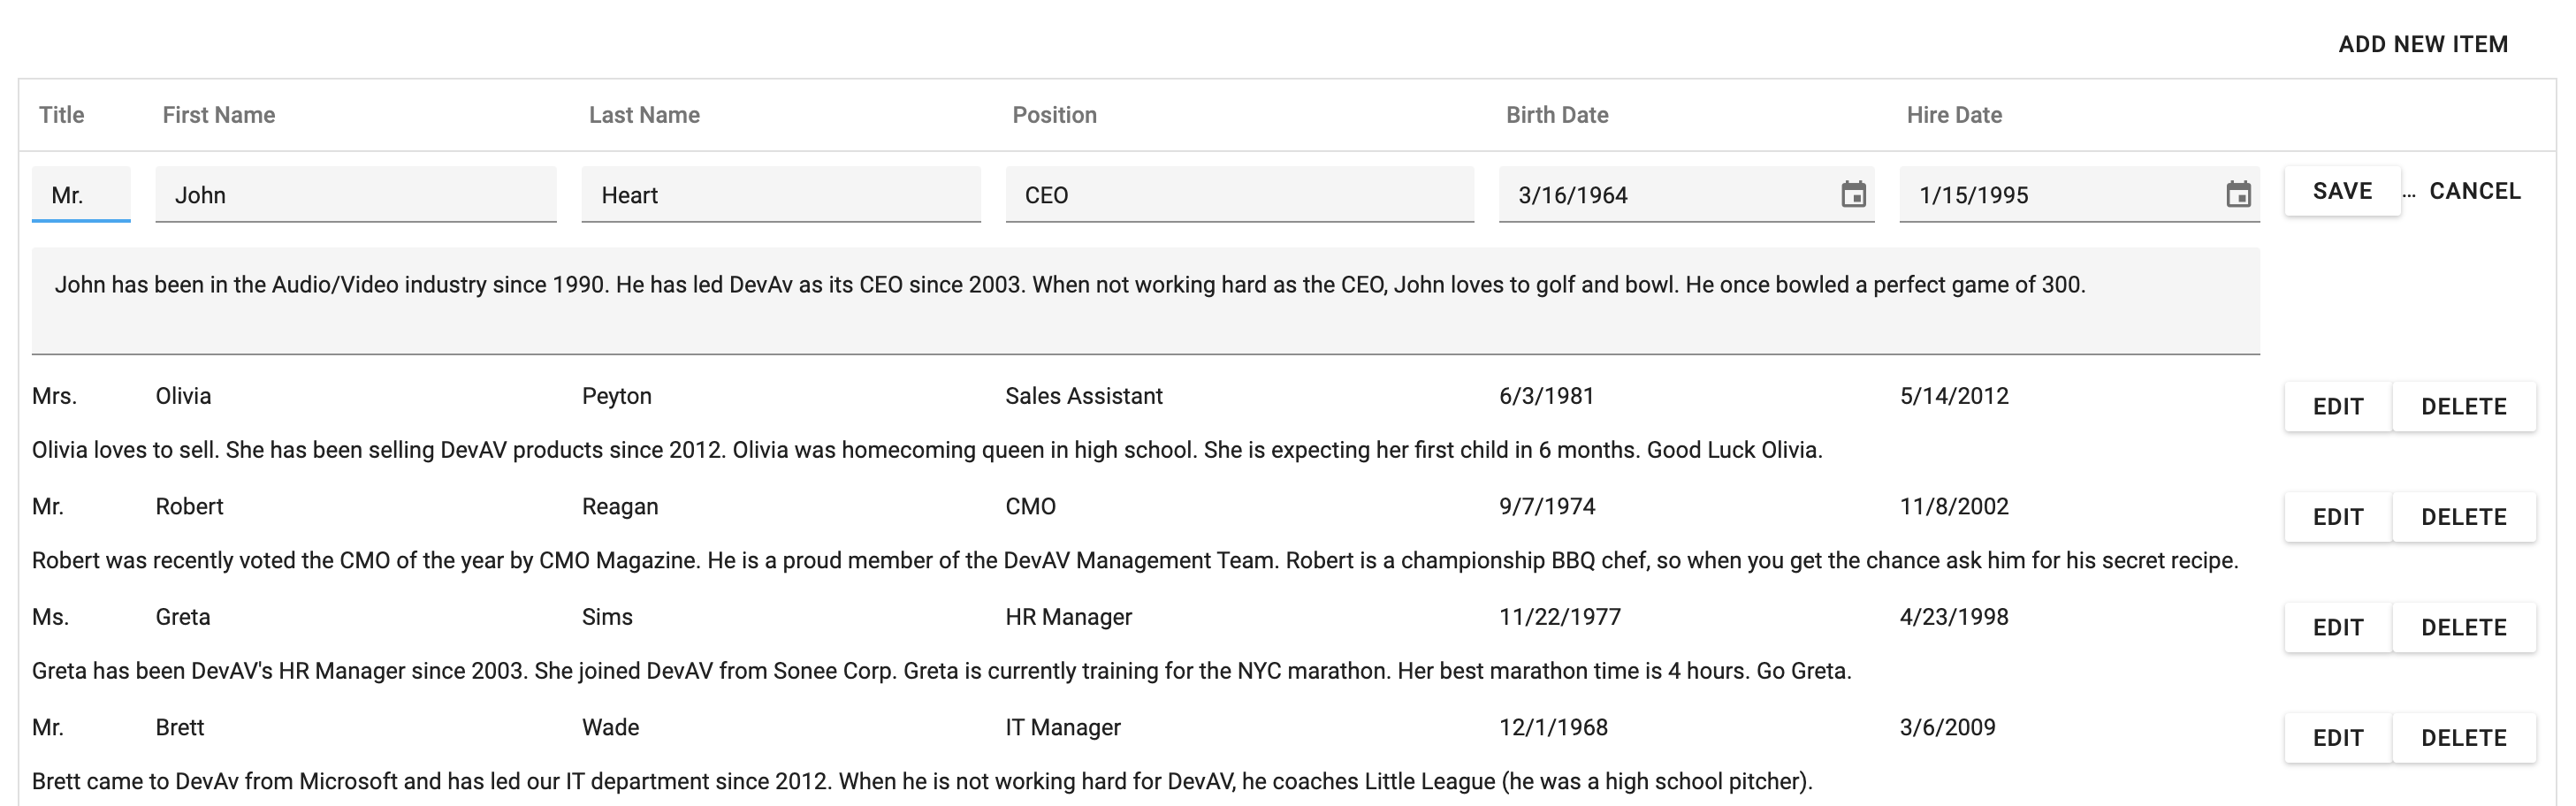 ADD NEW ITEM
Title First Name Last Name Position Birth Date Hire Date
Mr. John Heart CEO 3/16/1964 1/15/1995 SAVE ... CANCEL
John has been in the Audio/Video industry since 1990. He has led DevAv as its CEO since 2003. When not working hard as the CEO, John loves to golf and bowl. He once bowled a perfect game of 300.
Mrs. Olivia Peyton Sales Assistant 6/3/1981 5/14/2012 EDIT DELETE
Olivia loves to sell. She has been selling DevAV products since 2012. Olivia was homecoming queen in high school. She is expecting her first child in 6 months. Good Luck Olivia.
Mr. Robert Reagan CMO 9/7/1974 11/8/2002 EDIT DELETE
Robert was recently voted the CMO of the year by CMO Magazine. He is a proud member of the DevAV Management Team. Robert is a championship BBQ chef, so when you get the chance ask him for his secret recipe.
Ms. Greta Sims HR Manager 11/22/1977 4/23/1998 EDIT DELETE
Greta has been DevAV's HR Manager since 2003. She joined DevAV from Sonee Corp. Greta is currently training for the NYC marathon. Her best marathon time is 4 hours. Go Greta.
Mr. Brett Wade IT Manager 12/1/1968 3/6/2009 EDIT DELETE
Brett came to DevAv from Microsoft and has led our IT department since 2012. When he is not working hard for DevAV, he coaches Little League (he was a high school pitcher).